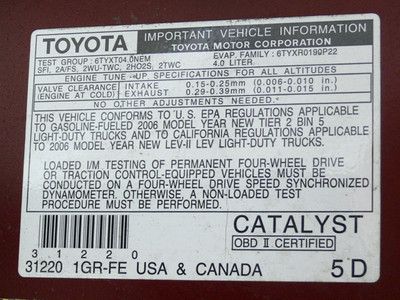 TOYOTA
IMPORTANT VEHICLE INFORMATION
TOYOTA MOTOR CORPORATION
TEST GROUP : 6TYXT04.0NEM EVAP. FAMILY : 6TYXR0190P22
SFI, 2A/FS, 2WU-TWC, 2HO2S, 2TWC 4.0 LITER.
ENGINE TUNE - UP SPECIFICATIONS FOR ALL ALTITUDES
VALVE CLEARANCE INTAKE 0.15-0.25mm (0.006-0.010 in.)
(ENGINE AT COLD) EXHAUST 0.29-0.39mm (0.011-0.015 in.)
NO OTHER ADJUSTMENTS NEEDED.
THIS VEHICLE CONFORMS TO U.S. EPA REGULATIONS APPLICABLE
TO GASOLINE-FUELED 2006 MODEL YEAR NEW TIER 2 BIN 5
LIGHT-DUTY TRUCKS AND TO CALIFORNIA REGULATIONS APPLICABLE
TO 2006 MODEL YEAR NEW LEV-II LEV LIGHT-DUTY TRUCKS.
LOADED I/M TESTING OF PERMANENT FOUR-WHEEL DRIVE
OR TRACTION CONTROL-EQUIPPED VEHICLES MUST BE
CONDUCTED ON A FOUR-WHEEL DRIVE SPEED SYNCHRONIZED
DYNAMOMETER. OTHERWISE, A NON-LOADED TEST
PROCEDURE MUST BE PERFORMED.
CATALYST
OBD II CERTIFIED
31220
31220 1GR-FE USA & CANADA 5D